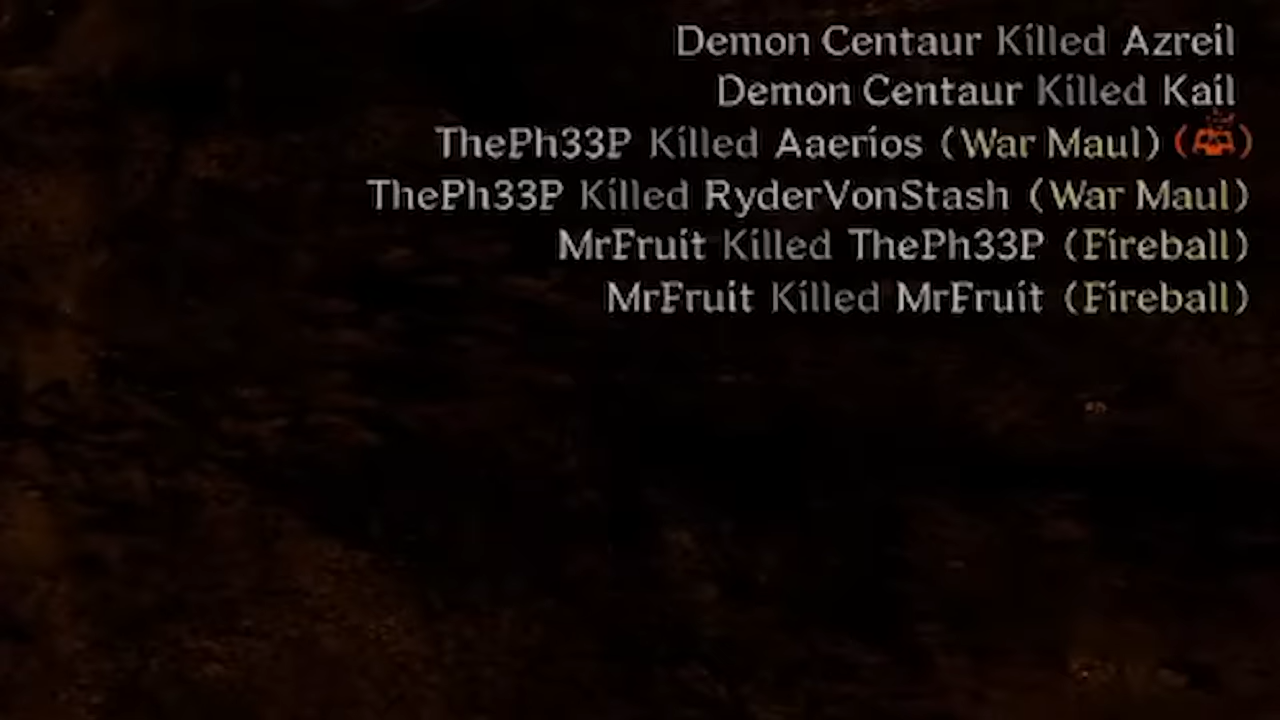 Demon Centaur Killed Azreil
Demon Centaur Killed Kail
ThePh33P Killed Aaerios (War Maul) ()
ThePh33P Killed RyderVonStash (War Maul)
MrFruit Killed ThePh33P (Fireball)
MrFruit Killed MrFruit (Fireball)